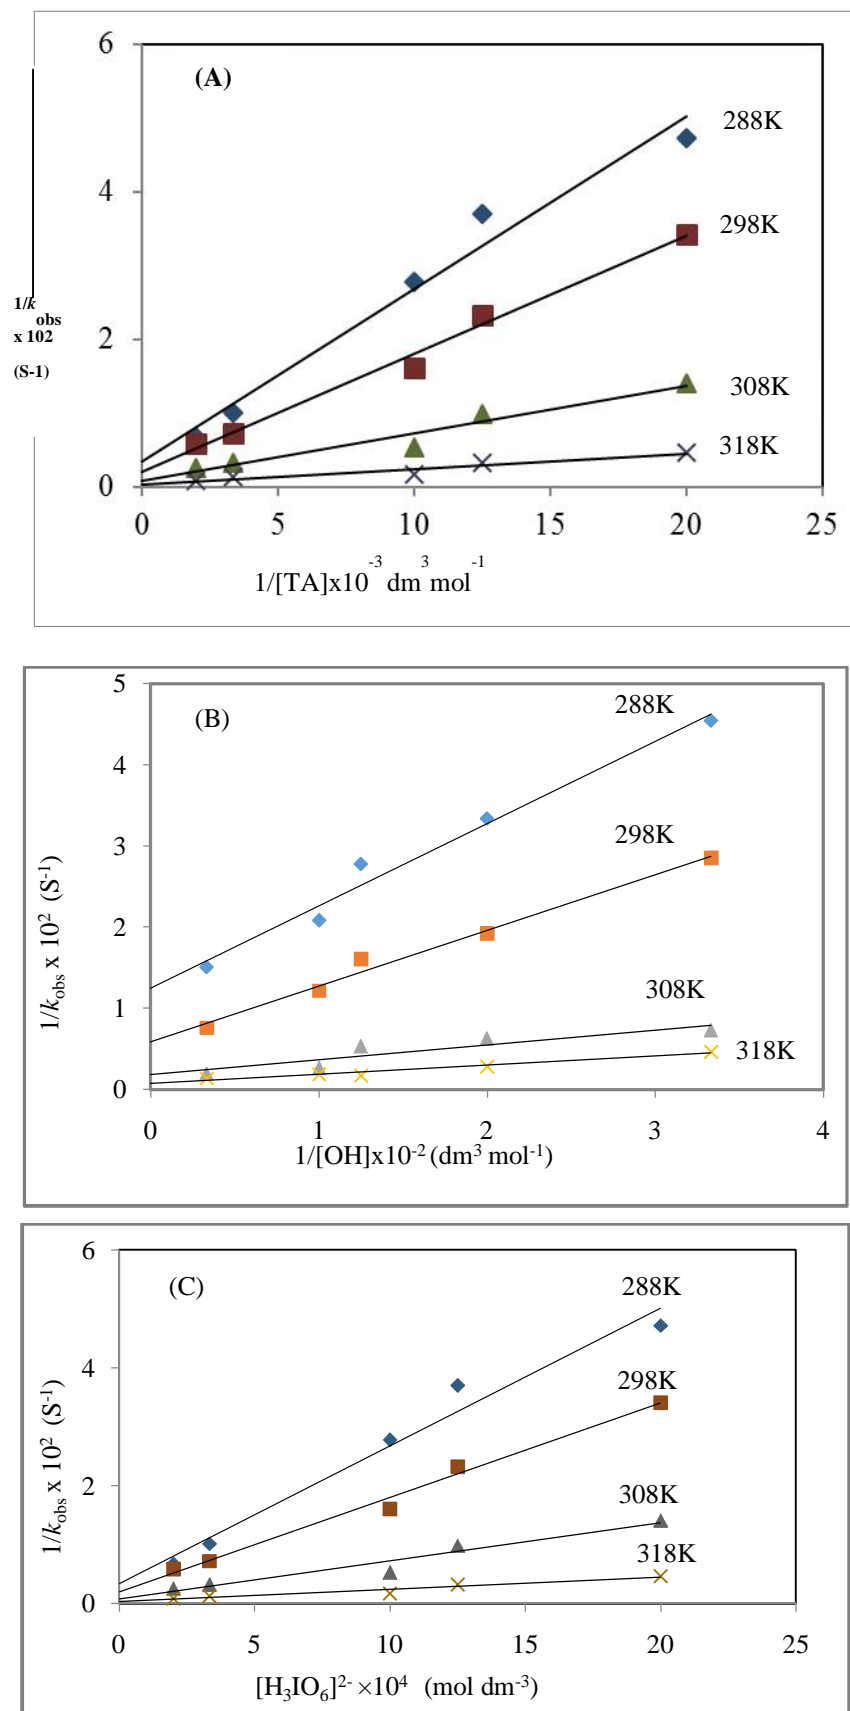 6
(A)
288K
4
298K
1/k
obs
x 102
(S-1)
2
308K
318K
0
0 5 10 15 20 25
1/[TA]x10-3 dm3 mol-1
5
(B)
288K
4
298K
3
1/kobs x 10² (S⁻¹)
2
308K
1
318K
0
0 1 2 3 4
1/[OH]x10⁻² (dm³ mol⁻¹)
6
(C)
288K
4
298K
1/kobs x 10² (S⁻¹)
2
308K
318K
0
0 5 10 15 20 25
[H₃IO₆]²⁻ ×10⁴ (mol dm⁻³)